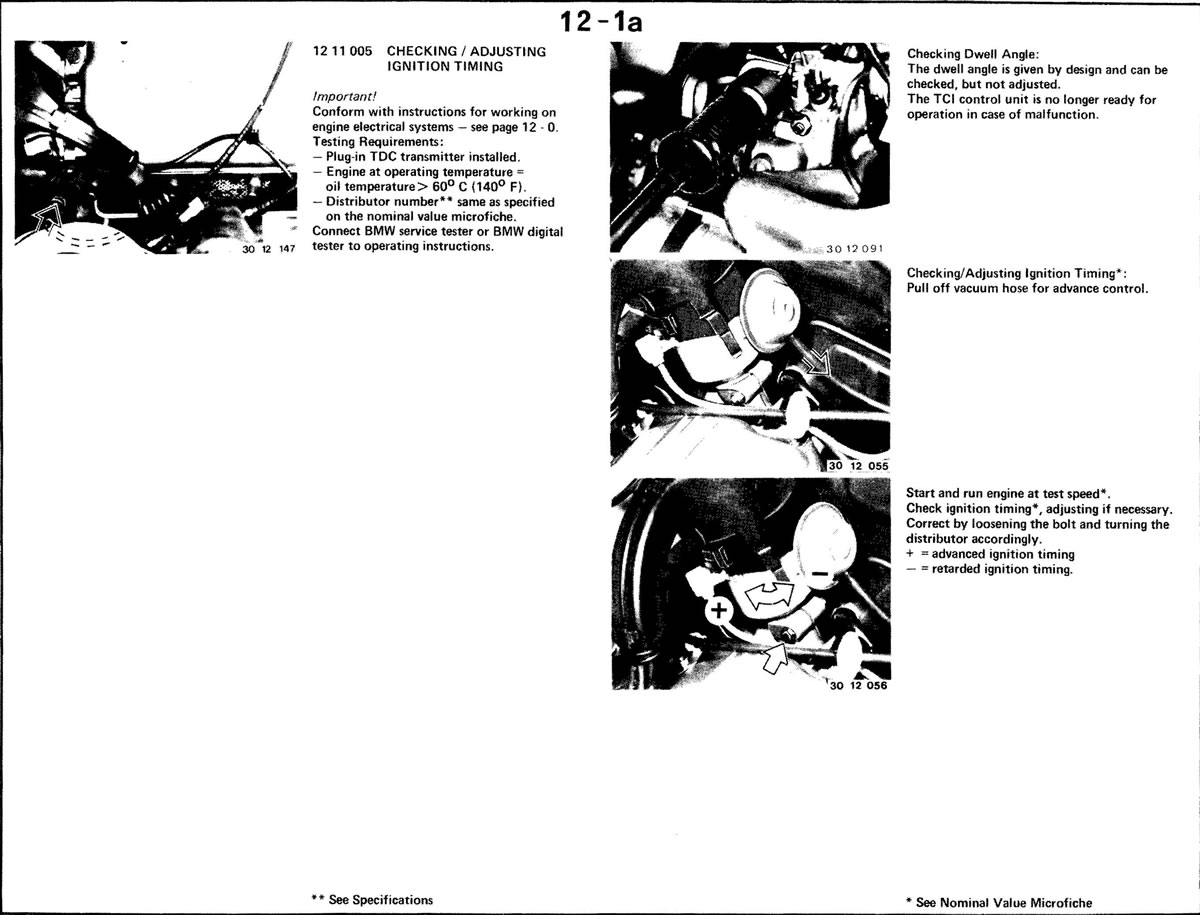 12-1a
12 11 005 CHECKING / ADJUSTING
IGNITION TIMING
Important!
Conform with instructions for working on
engine electrical systems — see page 12 - 0.
Testing Requirements:
— Plug-in TDC transmitter installed.
— Engine at operating temperature =
oil temperature > 60⁰ C (140⁰ F).
— Distributor number** same as specified
on the nominal value microfiche.
Connect BMW service tester or BMW digital
tester to operating instructions.
30 12 147
Checking Dwell Angle:
The dwell angle is given by design and can be
checked, but not adjusted.
The TCI control unit is no longer ready for
operation in case of malfunction.
30 12 091
Checking/Adjusting Ignition Timing*:
Pull off vacuum hose for advance control.
30 12 055
Start and run engine at test speed*.
Check ignition timing*, adjusting if necessary.
Correct by loosening the bolt and turning the
distributor accordingly.
+ = advanced ignition timing
— = retarded ignition timing.
−
+
30 12 056
** See Specifications
* See Nominal Value Microfiche